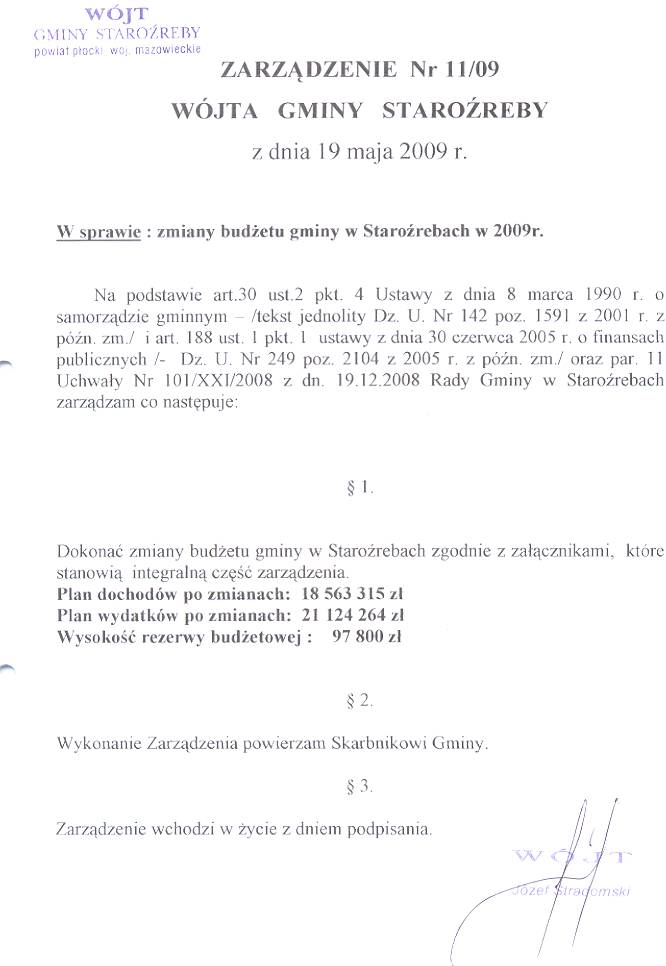 WÓJT
GMINY STAROŹREBY
powiat płocki, woj. mazowieckie
ZARZĄDZENIE Nr 11/09
WÓJTA GMINY STAROŹREBY
z dnia 19 maja 2009 r.
W sprawie : zmiany budżetu gminy w Staroźrebach w 2009r.
Na podstawie art.30 ust.2 pkt. 4 Ustawy z dnia 8 marca 1990 r. o
samorządzie gminnym – /tekst jednolity Dz. U. Nr 142 poz. 1591 z 2001 r. z
późn. zm./ i art. 188 ust. 1 pkt. 1 ustawy z dnia 30 czerwca 2005 r. o finansach
publicznych /- Dz. U. Nr 249 poz. 2104 z 2005 r. z późn. zm./ oraz par. 11
Uchwały Nr 101/XXI/2008 z dn. 19.12.2008 Rady Gminy w Staroźrebach
zarządzam co następuje:
§ 1.
Dokonać zmiany budżetu gminy w Staroźrebach zgodnie z załącznikami, które
stanowią integralną część zarządzenia.
Plan dochodów po zmianach: 18 563 315 zł
Plan wydatków po zmianach: 21 124 264 zł
Wysokość rezerwy budżetowej : 97 800 zł
§ 2.
Wykonanie Zarządzenia powierzam Skarbnikowi Gminy.
§ 3.
Zarządzenie wchodzi w życie z dniem podpisania.
WÓJT
Józef Stradomski